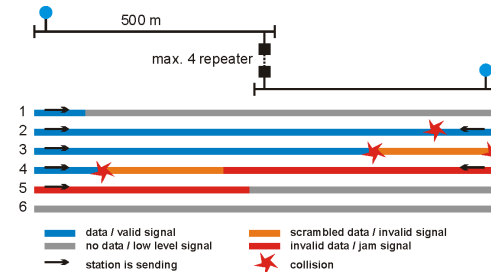 500 m
max. 4 repeater
1
2
3
4
5
6
data / valid signal
scrambled data / invalid signal
no data / low level signal
invalid data / jam signal
station is sending
collision